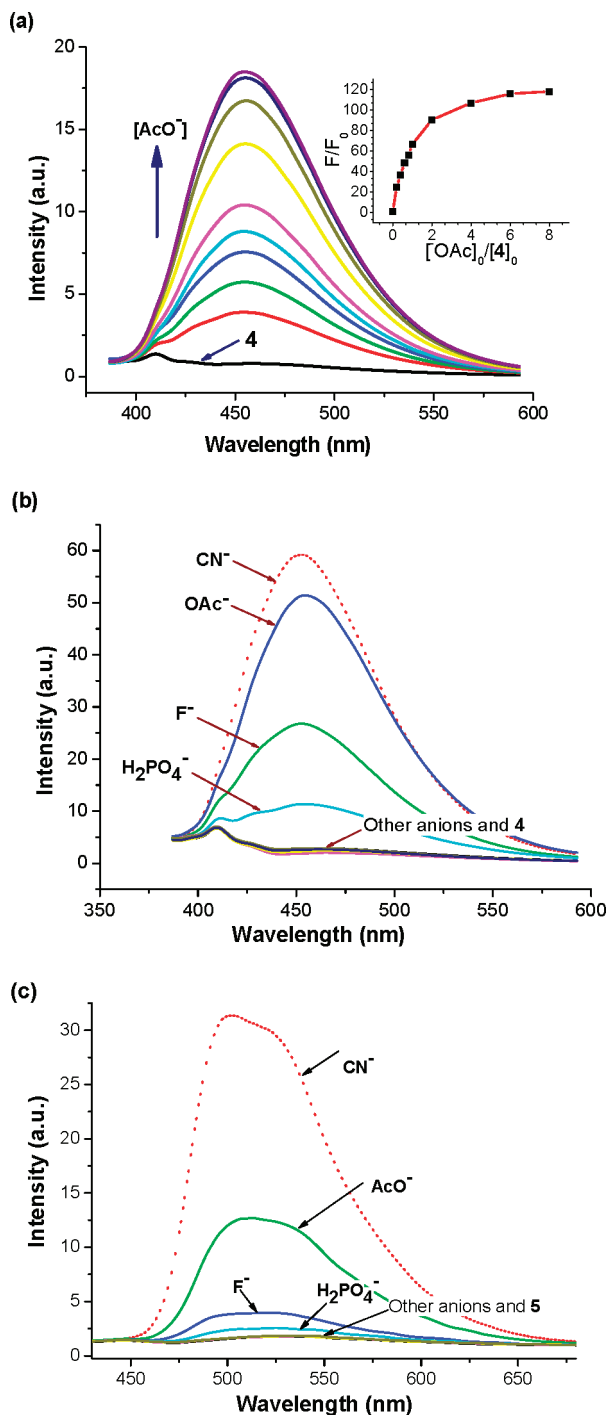 (a)
20
15
10
5
0
Intensity (a.u.)
[AcO⁻]
4
400 450 500 550 600
Wavelength (nm)
120
100
80
60
40
20
0
F/F₀
0 2 4 6 8
[OAc]₀/[4]₀
(b)
60
50
40
30
20
10
0
Intensity (a.u.)
CN⁻
OAc⁻
F⁻
H₂PO₄⁻
Other anions and 4
350 400 450 500 550 600
Wavelength (nm)
(c)
30
25
20
15
10
5
0
Intensity (a.u.)
CN⁻
AcO⁻
F⁻
H₂PO₄⁻
Other anions and 5
450 500 550 600 650
Wavelength (nm)